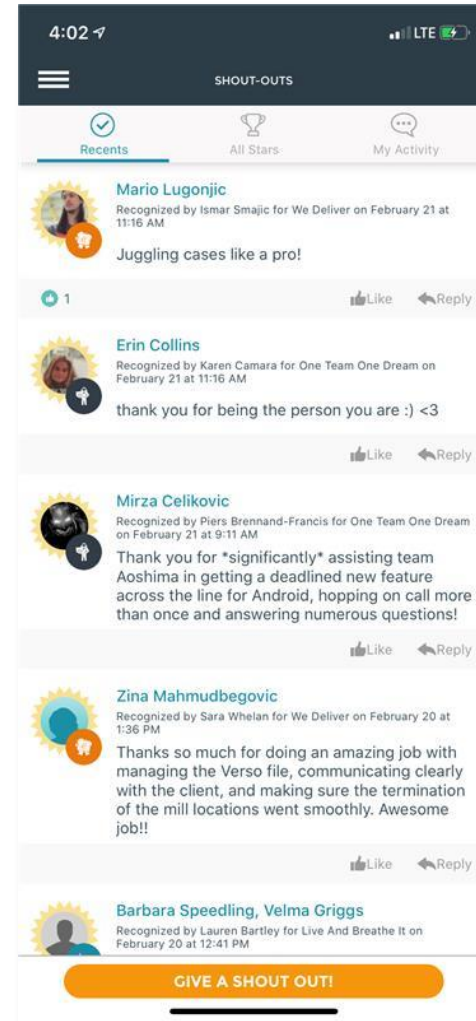 4:02
LTE
SHOUT-OUTS
Recents
All Stars
My Activity
Mario Lugonjic
Recognized by Ismar Smajic for We Deliver on February 21 at
11:16 AM
Juggling cases like a pro!
1
Like
Reply
Erin Collins
Recognized by Karen Camara for One Team One Dream on
February 21 at 11:16 AM
thank you for being the person you are :) <3
Like
Reply
Mirza Celikovic
Recognized by Piers Brennand-Francis for One Team One Dream
on February 21 at 9:11 AM
Thank you for *significantly* assisting team
Aoshima in getting a deadlined new feature
across the line for Android, hopping on call more
than once and answering numerous questions!
Like
Reply
Zina Mahmudbegovic
Recognized by Sara Whelan for We Deliver on February 20 at
1:36 PM
Thanks so much for doing an amazing job with
managing the Verso file, communicating clearly
with the client, and making sure the termination
of the mill locations went smoothly. Awesome
job!!
Like
Reply
Barbara Speedling, Velma Griggs
Recognized by Lauren Bartley for Live And Breathe It on
February 20 at 12:41 PM
GIVE A SHOUT OUT!